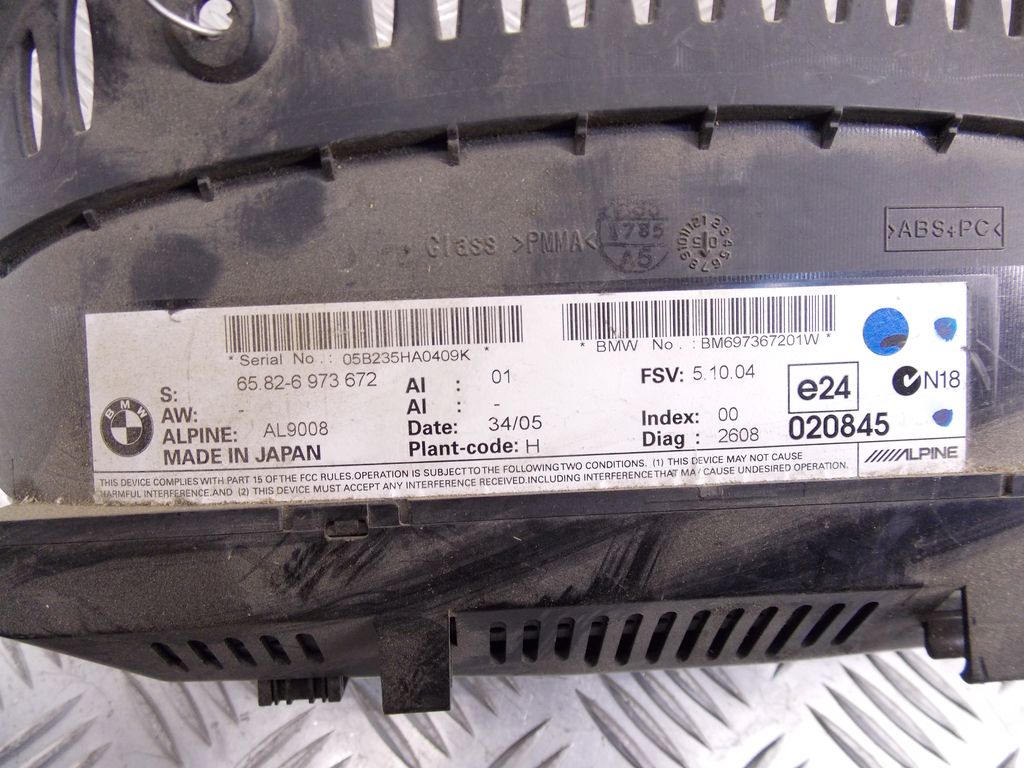 Class >PMMA<
1785
A5
>ABS+PC<
* Serial No. : 05B235HA0409K *
* BMW No. : BM697367201W *
S: 65.82-6 973 672
AW: -
ALPINE: AL9008
MADE IN JAPAN
BMW
AI : 01
AI : -
Date: 34/05
Plant-code: H
FSV: 5.10.04
Index: 00
Diag : 2608
e24
020845
N18
ALPINE
THIS DEVICE COMPLIES WITH PART 15 OF THE FCC RULES.OPERATION IS SUBJECT TO THE FOLLOWING TWO CONDITIONS. (1) THIS DEVICE MAY NOT CAUSE
HARMFUL INTERFERENCE.AND (2) THIS DEVICE MUST ACCEPT ANY INTERFERENCE RECEIVED.INCLUDING INTERFERENCE THAT MAY CAUSE UNDESIRED OPERATION.